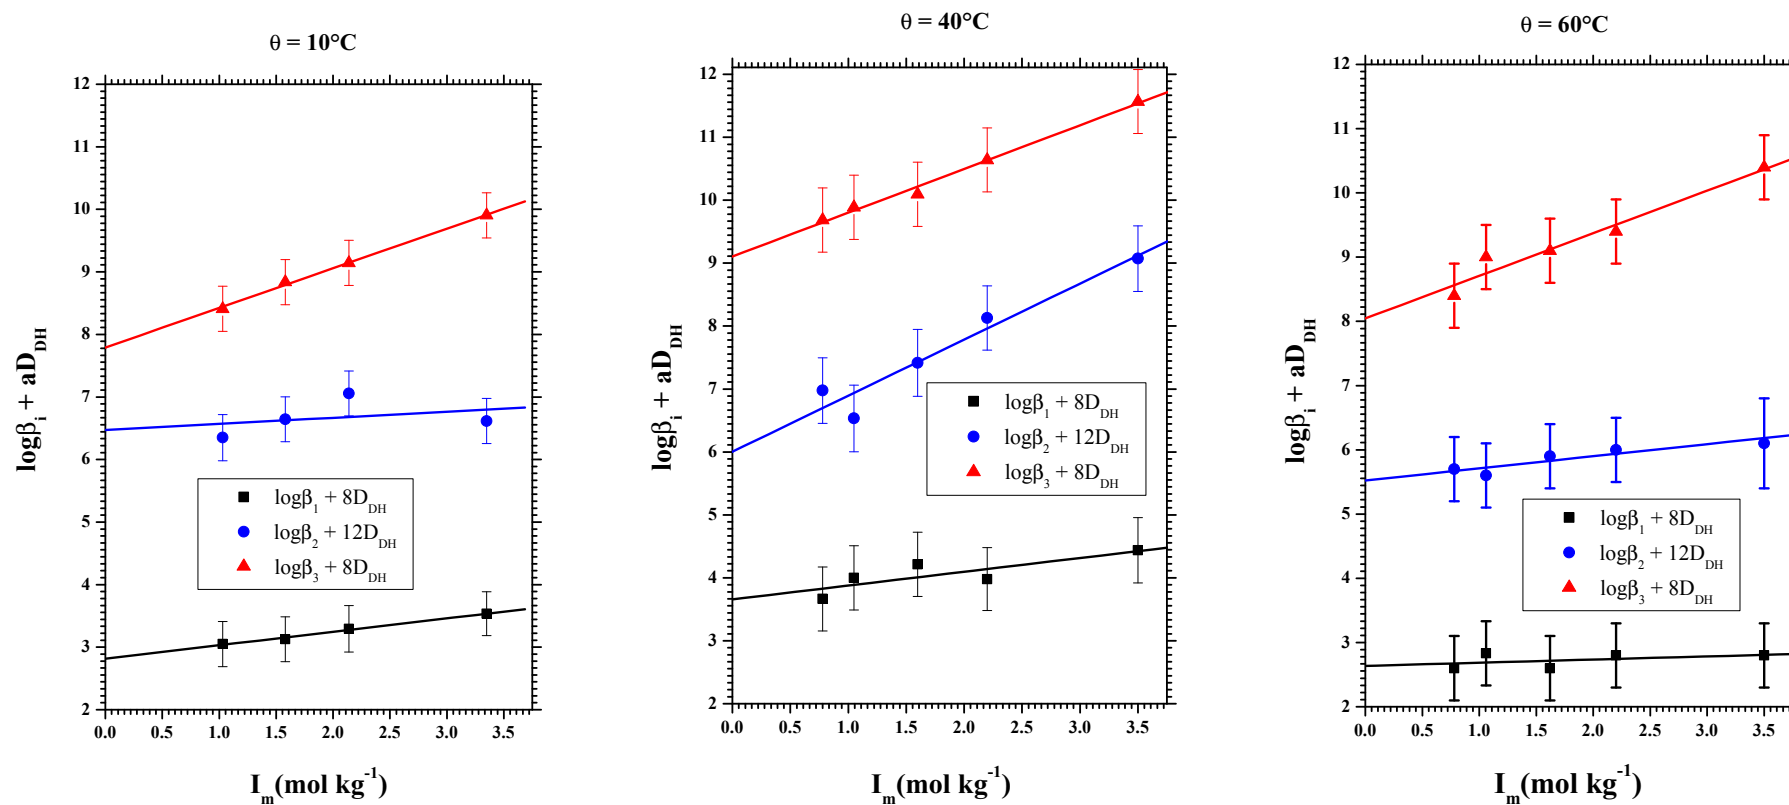 θ = 10°C
12
11
10
9
8
7
6
5
4
3
2
0.0 0.5 1.0 1.5 2.0 2.5 3.0 3.5
logβi + aDDH
Im(mol kg-1)
logβ1 + 8DDH
logβ2 + 12DDH
logβ3 + 8DDH
θ = 40°C
12
11
10
9
8
7
6
5
4
3
2
0.0 0.5 1.0 1.5 2.0 2.5 3.0 3.5
logβi + aDDH
Im(mol kg-1)
logβ1 + 8DDH
logβ2 + 12DDH
logβ3 + 8DDH
θ = 60°C
12
11
10
9
8
7
6
5
4
3
2
0.0 0.5 1.0 1.5 2.0 2.5 3.0 3.5
logβi + aDDH
Im(mol kg-1)
logβ1 + 8DDH
logβ2 + 12DDH
logβ3 + 8DDH